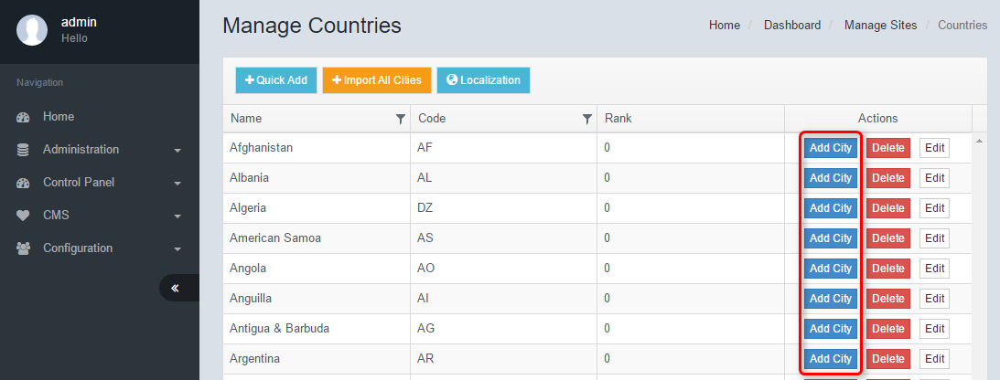 admin
Hello
Navigation
Home
Administration
Control Panel
CMS
Configuration
Manage Countries
Home / Dashboard / Manage Sites / Countries
Quick Add Import All Cities Localization
Name Code Rank Actions
Afghanistan AF 0 Add City Delete Edit
Albania AL 0 Add City Delete Edit
Algeria DZ 0 Add City Delete Edit
American Samoa AS 0 Add City Delete Edit
Angola AO 0 Add City Delete Edit
Anguilla AI 0 Add City Delete Edit
Antigua & Barbuda AG 0 Add City Delete Edit
Argentina AR 0 Add City Delete Edit